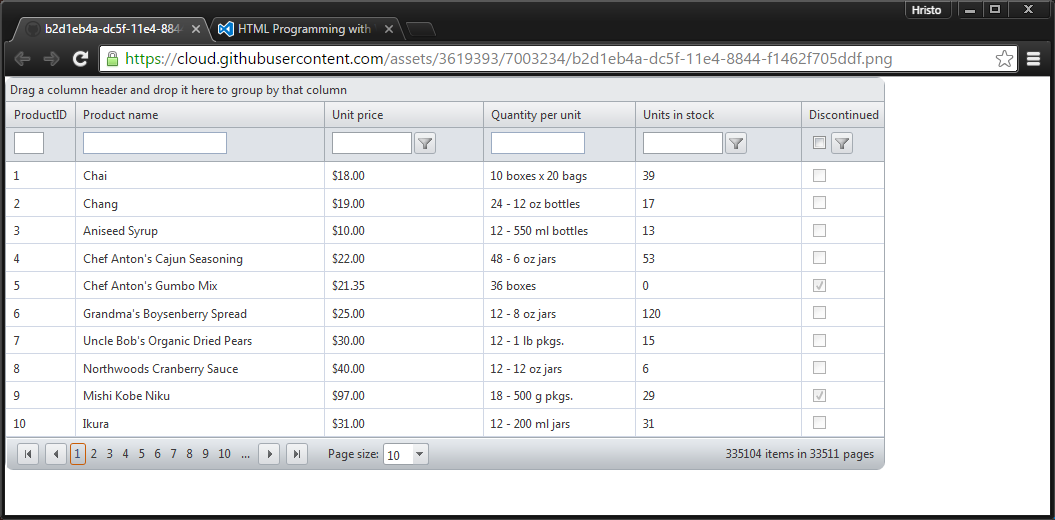 Hristo
b2d1eb4a-dc5f-11e4-884
HTML Programming with
https://cloud.githubusercontent.com/assets/3619393/7003234/b2d1eb4a-dc5f-11e4-8844-f1462f705ddf.png
Drag a column header and drop it here to group by that column
ProductID Product name Unit price Quantity per unit Units in stock Discontinued
1 Chai $18.00 10 boxes x 20 bags 39
2 Chang $19.00 24 - 12 oz bottles 17
3 Aniseed Syrup $10.00 12 - 550 ml bottles 13
4 Chef Anton's Cajun Seasoning $22.00 48 - 6 oz jars 53
5 Chef Anton's Gumbo Mix $21.35 36 boxes 0
6 Grandma's Boysenberry Spread $25.00 12 - 8 oz jars 120
7 Uncle Bob's Organic Dried Pears $30.00 12 - 1 lb pkgs. 15
8 Northwoods Cranberry Sauce $40.00 12 - 12 oz jars 6
9 Mishi Kobe Niku $97.00 18 - 500 g pkgs. 29
10 Ikura $31.00 12 - 200 ml jars 31
1 2 3 4 5 6 7 8 9 10 ... Page size: 10 335104 items in 33511 pages